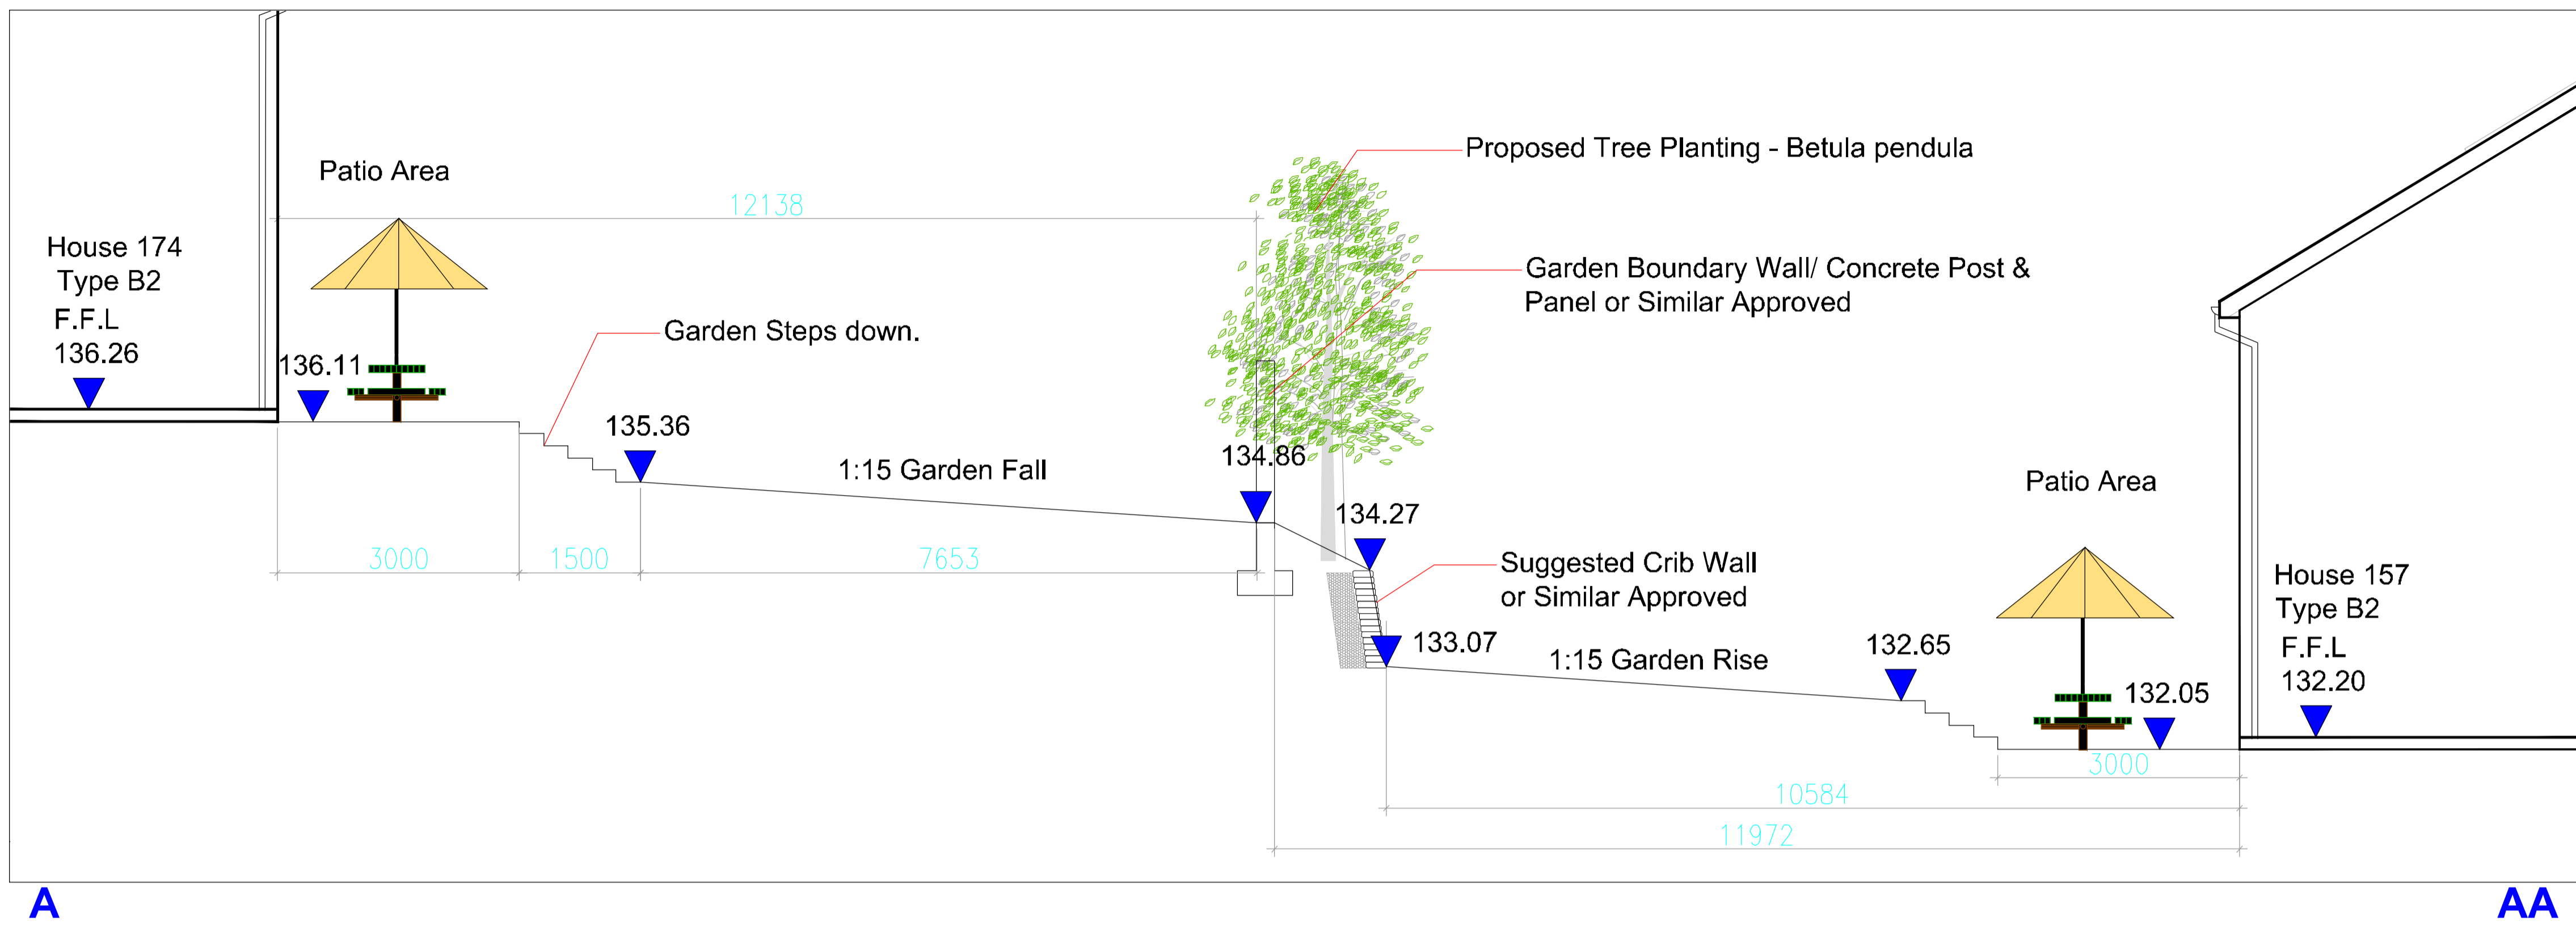 Patio Area
12138
House 174
Type B2
F.F.L
136.26
136.11
Garden Steps down.
135.36
1:15 Garden Fall
134.86
3000
1500
7653
Proposed Tree Planting - Betula pendula
Garden Boundary Wall/ Concrete Post &
Panel or Similar Approved
134.27
Suggested Crib Wall
or Similar Approved
133.07
1:15 Garden Rise
132.65
Patio Area
132.05
House 157
Type B2
F.F.L
132.20
3000
10584
11972
A
AA